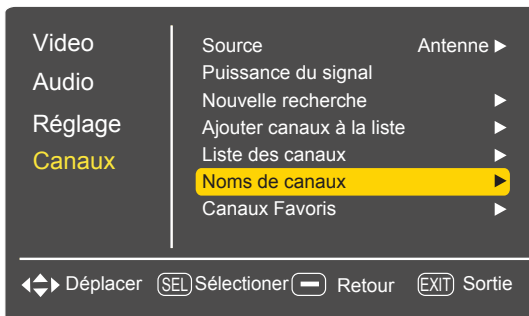 Video
Audio
Réglage
Canaux
Source Antenne ▶
Puissance du signal
Nouvelle recherche ▶
Ajouter canaux à la liste ▶
Liste des canaux ▶
Noms de canaux ▶
Canaux Favoris ▶
Déplacer SEL Sélectioner Retour EXIT Sortie